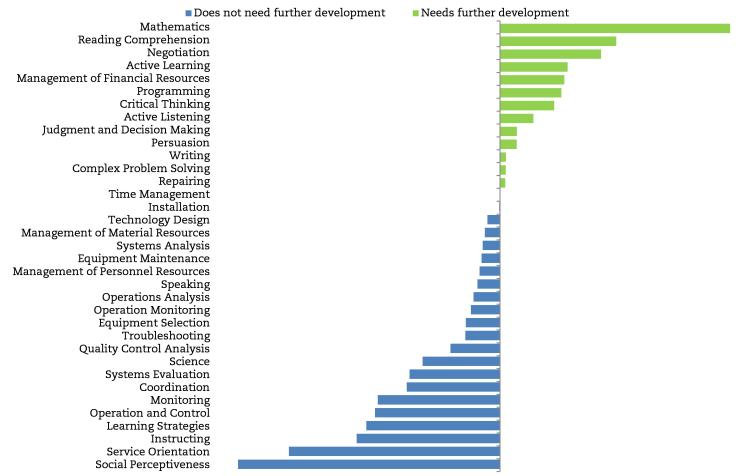 Does not need further development Needs further development
Mathematics
Reading Comprehension
Negotiation
Active Learning
Management of Financial Resources
Programming
Critical Thinking
Active Listening
Judgment and Decision Making
Persuasion
Writing
Complex Problem Solving
Repairing
Time Management
Installation
Technology Design
Management of Material Resources
Systems Analysis
Equipment Maintenance
Management of Personnel Resources
Speaking
Operations Analysis
Operation Monitoring
Equipment Selection
Troubleshooting
Quality Control Analysis
Science
Systems Evaluation
Coordination
Monitoring
Operation and Control
Learning Strategies
Instructing
Service Orientation
Social Perceptiveness